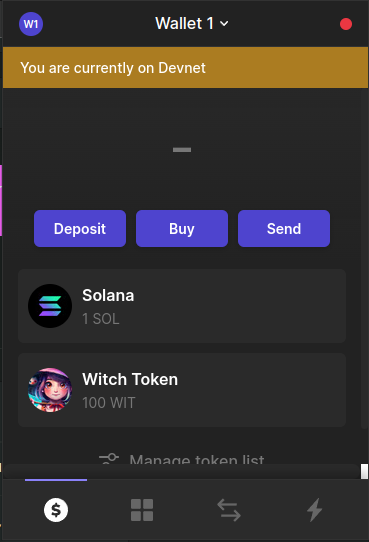 W1
Wallet 1
You are currently on Devnet
–
Deposit
Buy
Send
Solana
1 SOL
Witch Token
100 WIT
Manage token list
$